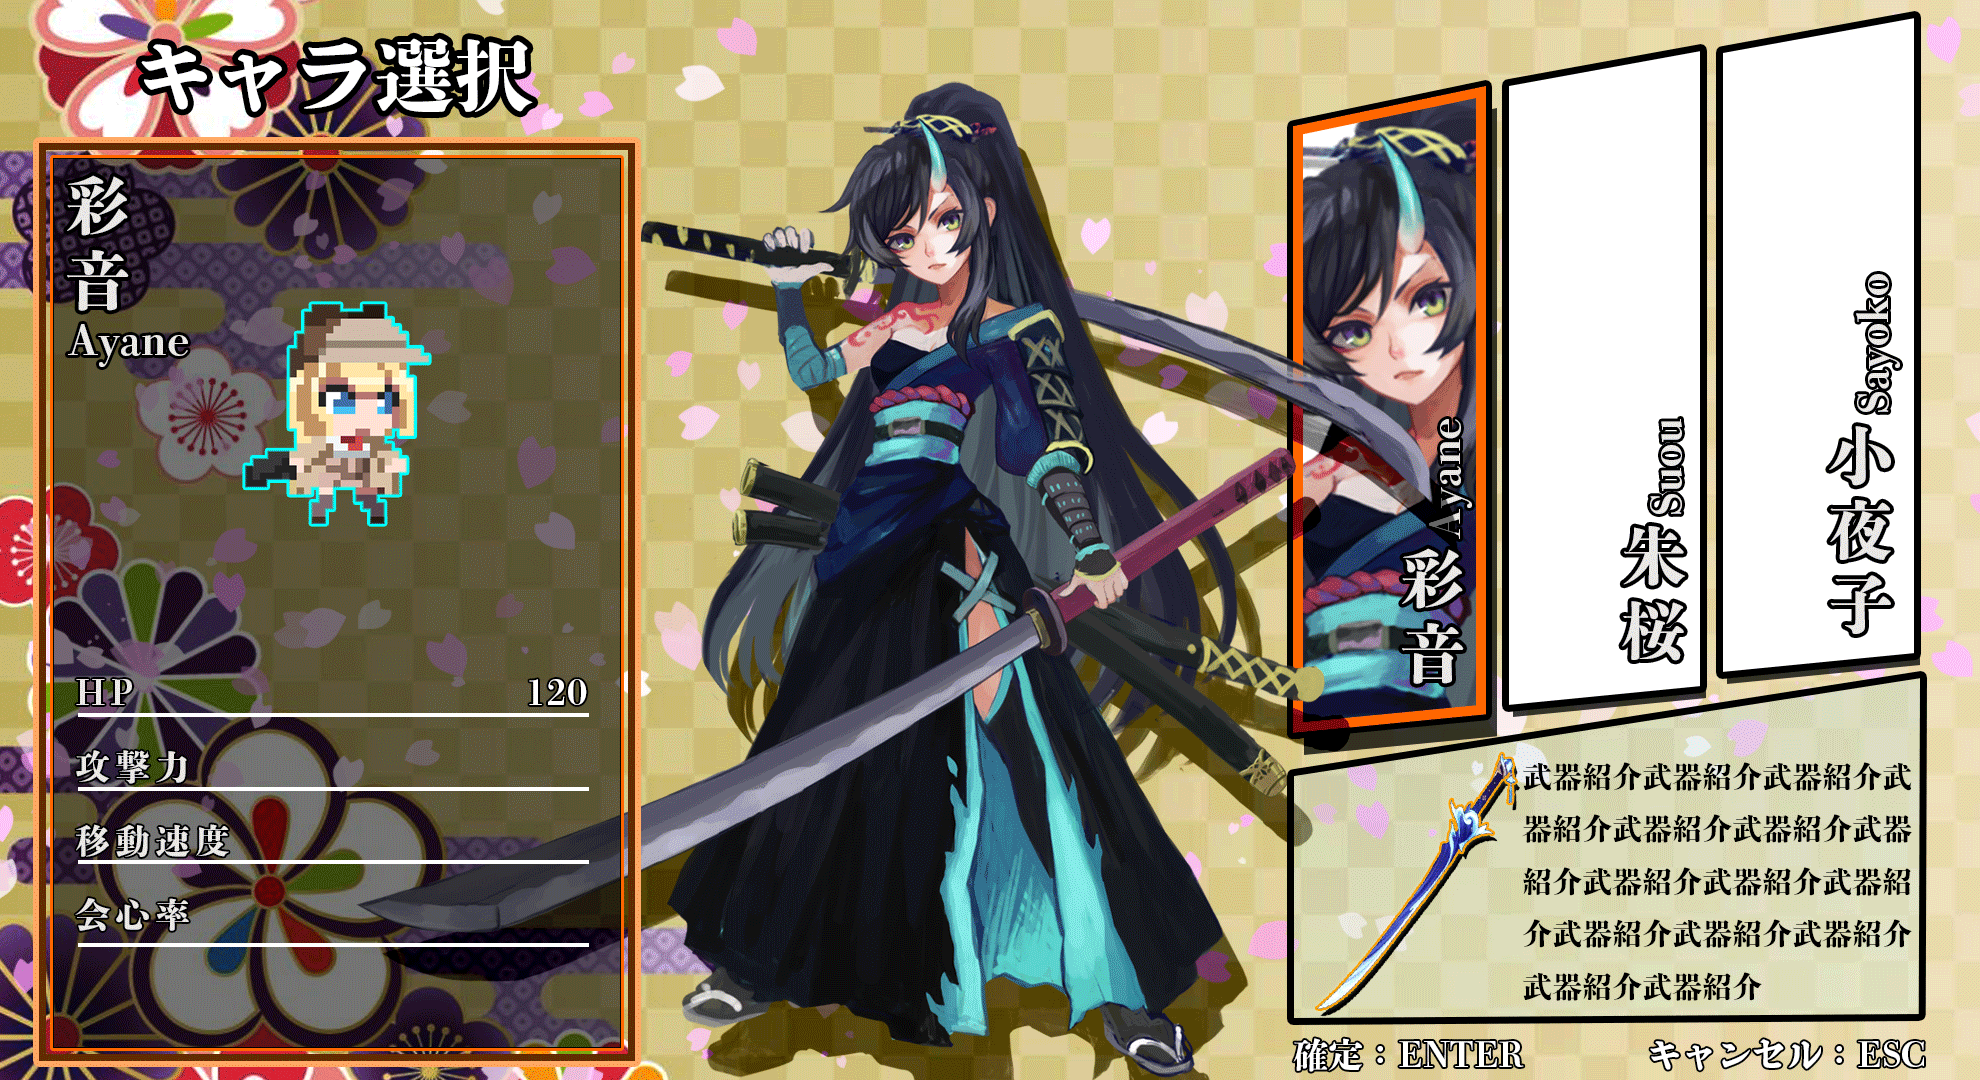 キャラ選択
彩音
Ayane
HP 120
攻撃力
移動速度
会心率
Ayane
彩音
Suou
朱桜
Sayoko
小夜子
武器紹介武器紹介武器紹介武
器紹介武器紹介武器紹介武器
紹介武器紹介武器紹介武器紹
介武器紹介武器紹介武器紹介
武器紹介武器紹介
確定：ENTER
キャンセル：ESC